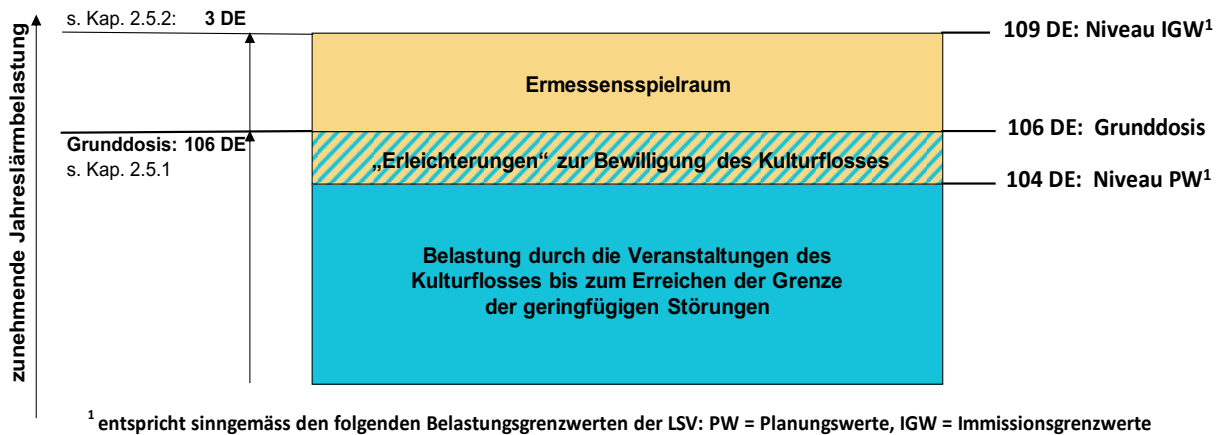 s. Kap. 2.5.2: 3 DE
109 DE: Niveau IGW¹
Ermessensspielraum
106 DE: Grunddosis
Grunddosis: 106 DE
s. Kap. 2.5.1
„Erleichterungen“ zur Bewilligung des Kulturflosses
104 DE: Niveau PW¹
Belastung durch die Veranstaltungen des
Kulturflosses bis zum Erreichen der Grenze
der geringfügigen Störungen
zunehmende Jahreslärmbelastung
¹ entspricht sinngemäss den folgenden Belastungsgrenzwerten der LSV: PW = Planungswerte, IGW = Immissionsgrenzwerte